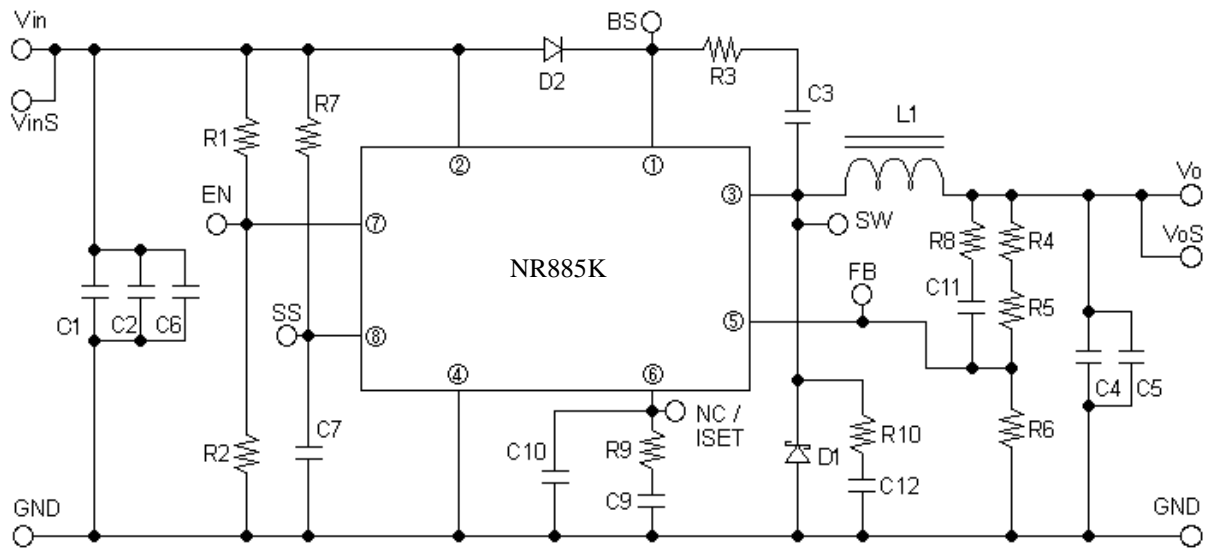 Vin
BS
D2
R3
VinS
R7
C3
L1
R1
②
①
③
Vo
EN
SW
VoS
⑦
R8
R4
NR885K
FB
C11
SS
R5
C1
C2
C6
⑧
⑤
④
⑥
C4
C5
NC /
ISET
C7
R10
R6
R2
C10
R9
D1
C12
C9
GND
GND